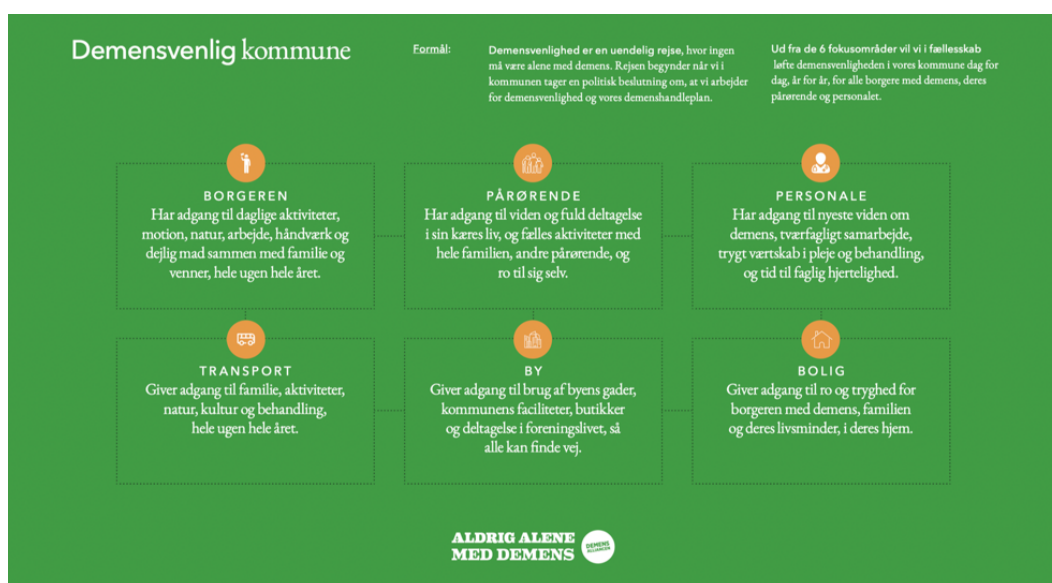 Demensvenlig kommune
Formål:
Demensvenlighed er en uendelig rejse, hvor ingen
må være alene med demens. Rejsen begynder når vi i
kommunen tager en politisk beslutning om, at vi arbejder
for demensvenlighed og vores demenshandleplan.
Ud fra de 6 fokusområder vil vi i fællesskab
løfte demensvenligheden i vores kommune dag for
dag, år for år, for alle borgere med demens, deres
pårørende og personalet.
BORGEREN
Har adgang til daglige aktiviteter,
motion, natur, arbejde, håndværk og
dejlig mad sammen med familie og
venner, hele ugen hele året.
PÅRØRENDE
Har adgang til viden og fuld deltagelse
i sin kæres liv, og fælles aktiviteter med
hele familien, andre pårørende, og
ro til sig selv.
PERSONALE
Har adgang til nyeste viden om
demens, tværfagligt samarbejde,
trygt værtskab i pleje og behandling,
og tid til faglig hjertelighed.
TRANSPORT
Giver adgang til familie, aktiviteter,
natur, kultur og behandling,
hele ugen hele året.
BY
Giver adgang til brug af byens gader,
kommunens faciliteter, butikker
og deltagelse i foreningslivet, så
alle kan finde vej.
BOLIG
Giver adgang til ro og tryghed for
borgeren med demens, familien
og deres livsminder, i deres hjem.
ALDRIG ALENE
MED DEMENS
DEMENS
ALLIANCEN